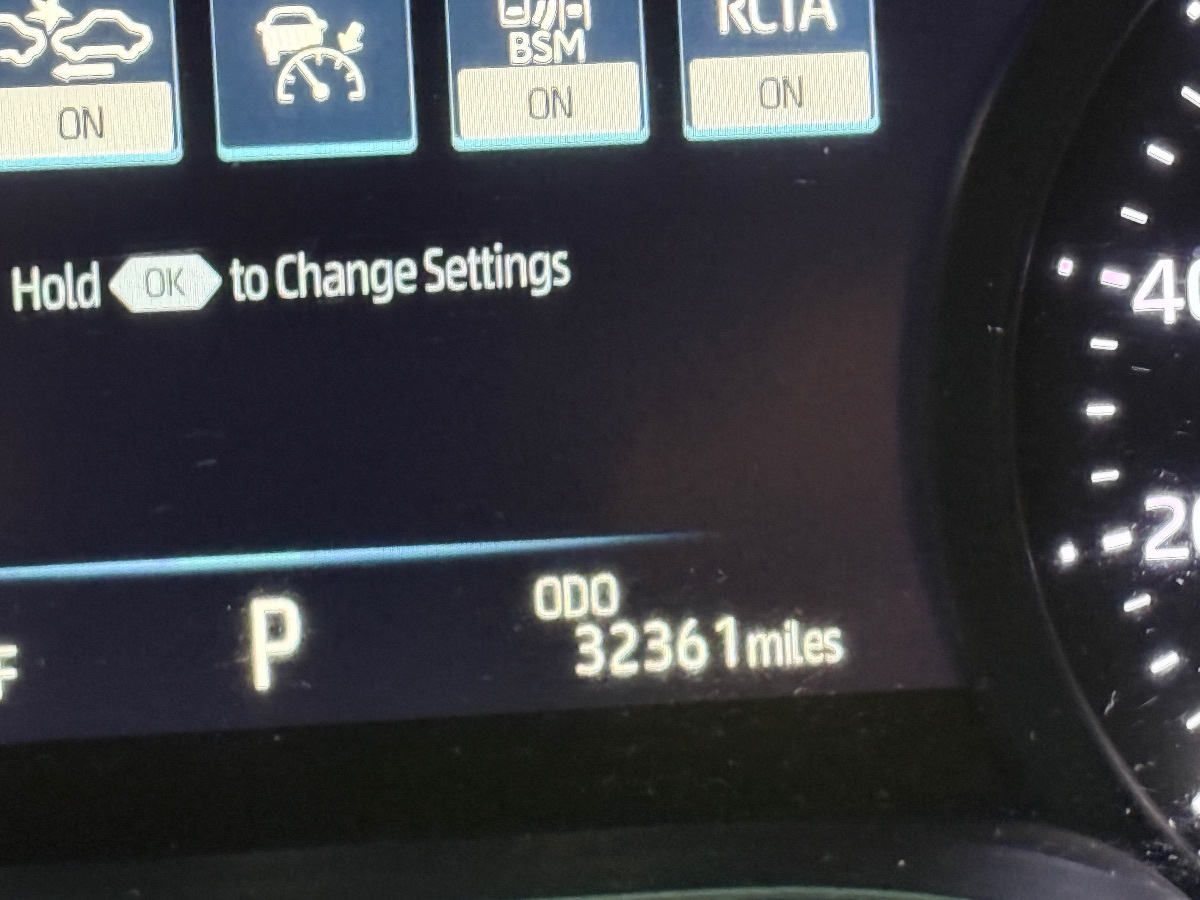 ON
BSM
ON
RCTA
ON
Hold OK to Change Settings
40
20
P
ODO
32361 miles